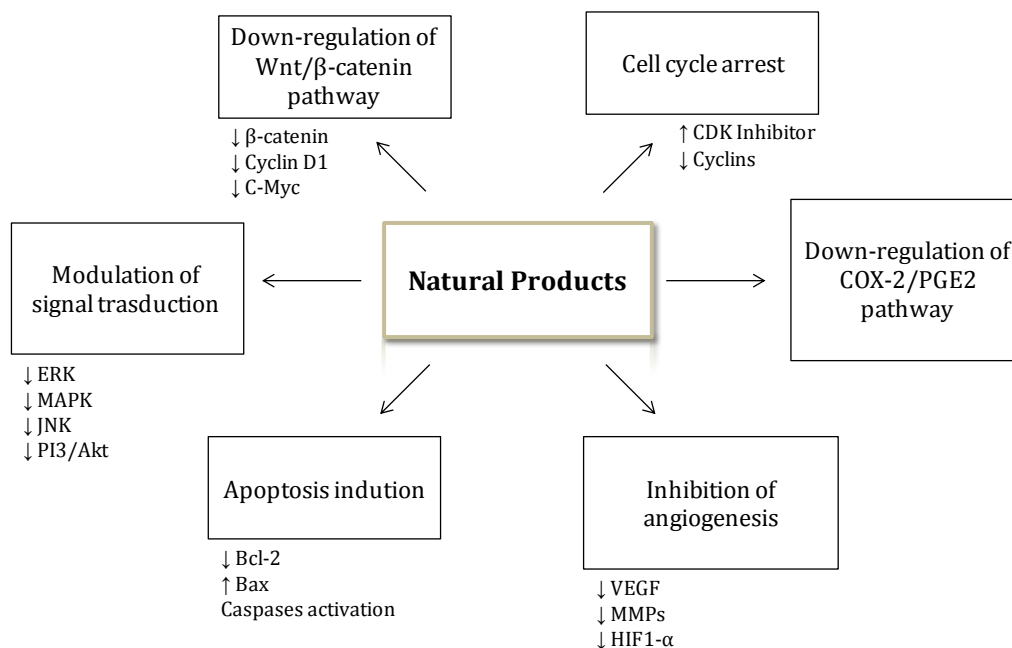 Down-regulation of
Wnt/β-catenin
pathway
↓ β-catenin
↓ Cyclin D1
↓ C-Myc
Cell cycle arrest
↑ CDK Inhibitor
↓ Cyclins
Modulation of
signal trasduction
↓ ERK
↓ MAPK
↓ JNK
↓ PI3/Akt
Natural Products
Down-regulation of
COX-2/PGE2
pathway
Apoptosis indution
↓ Bcl-2
↑ Bax
Caspases activation
Inhibition of
angiogenesis
↓ VEGF
↓ MMPs
↓ HIF1-α